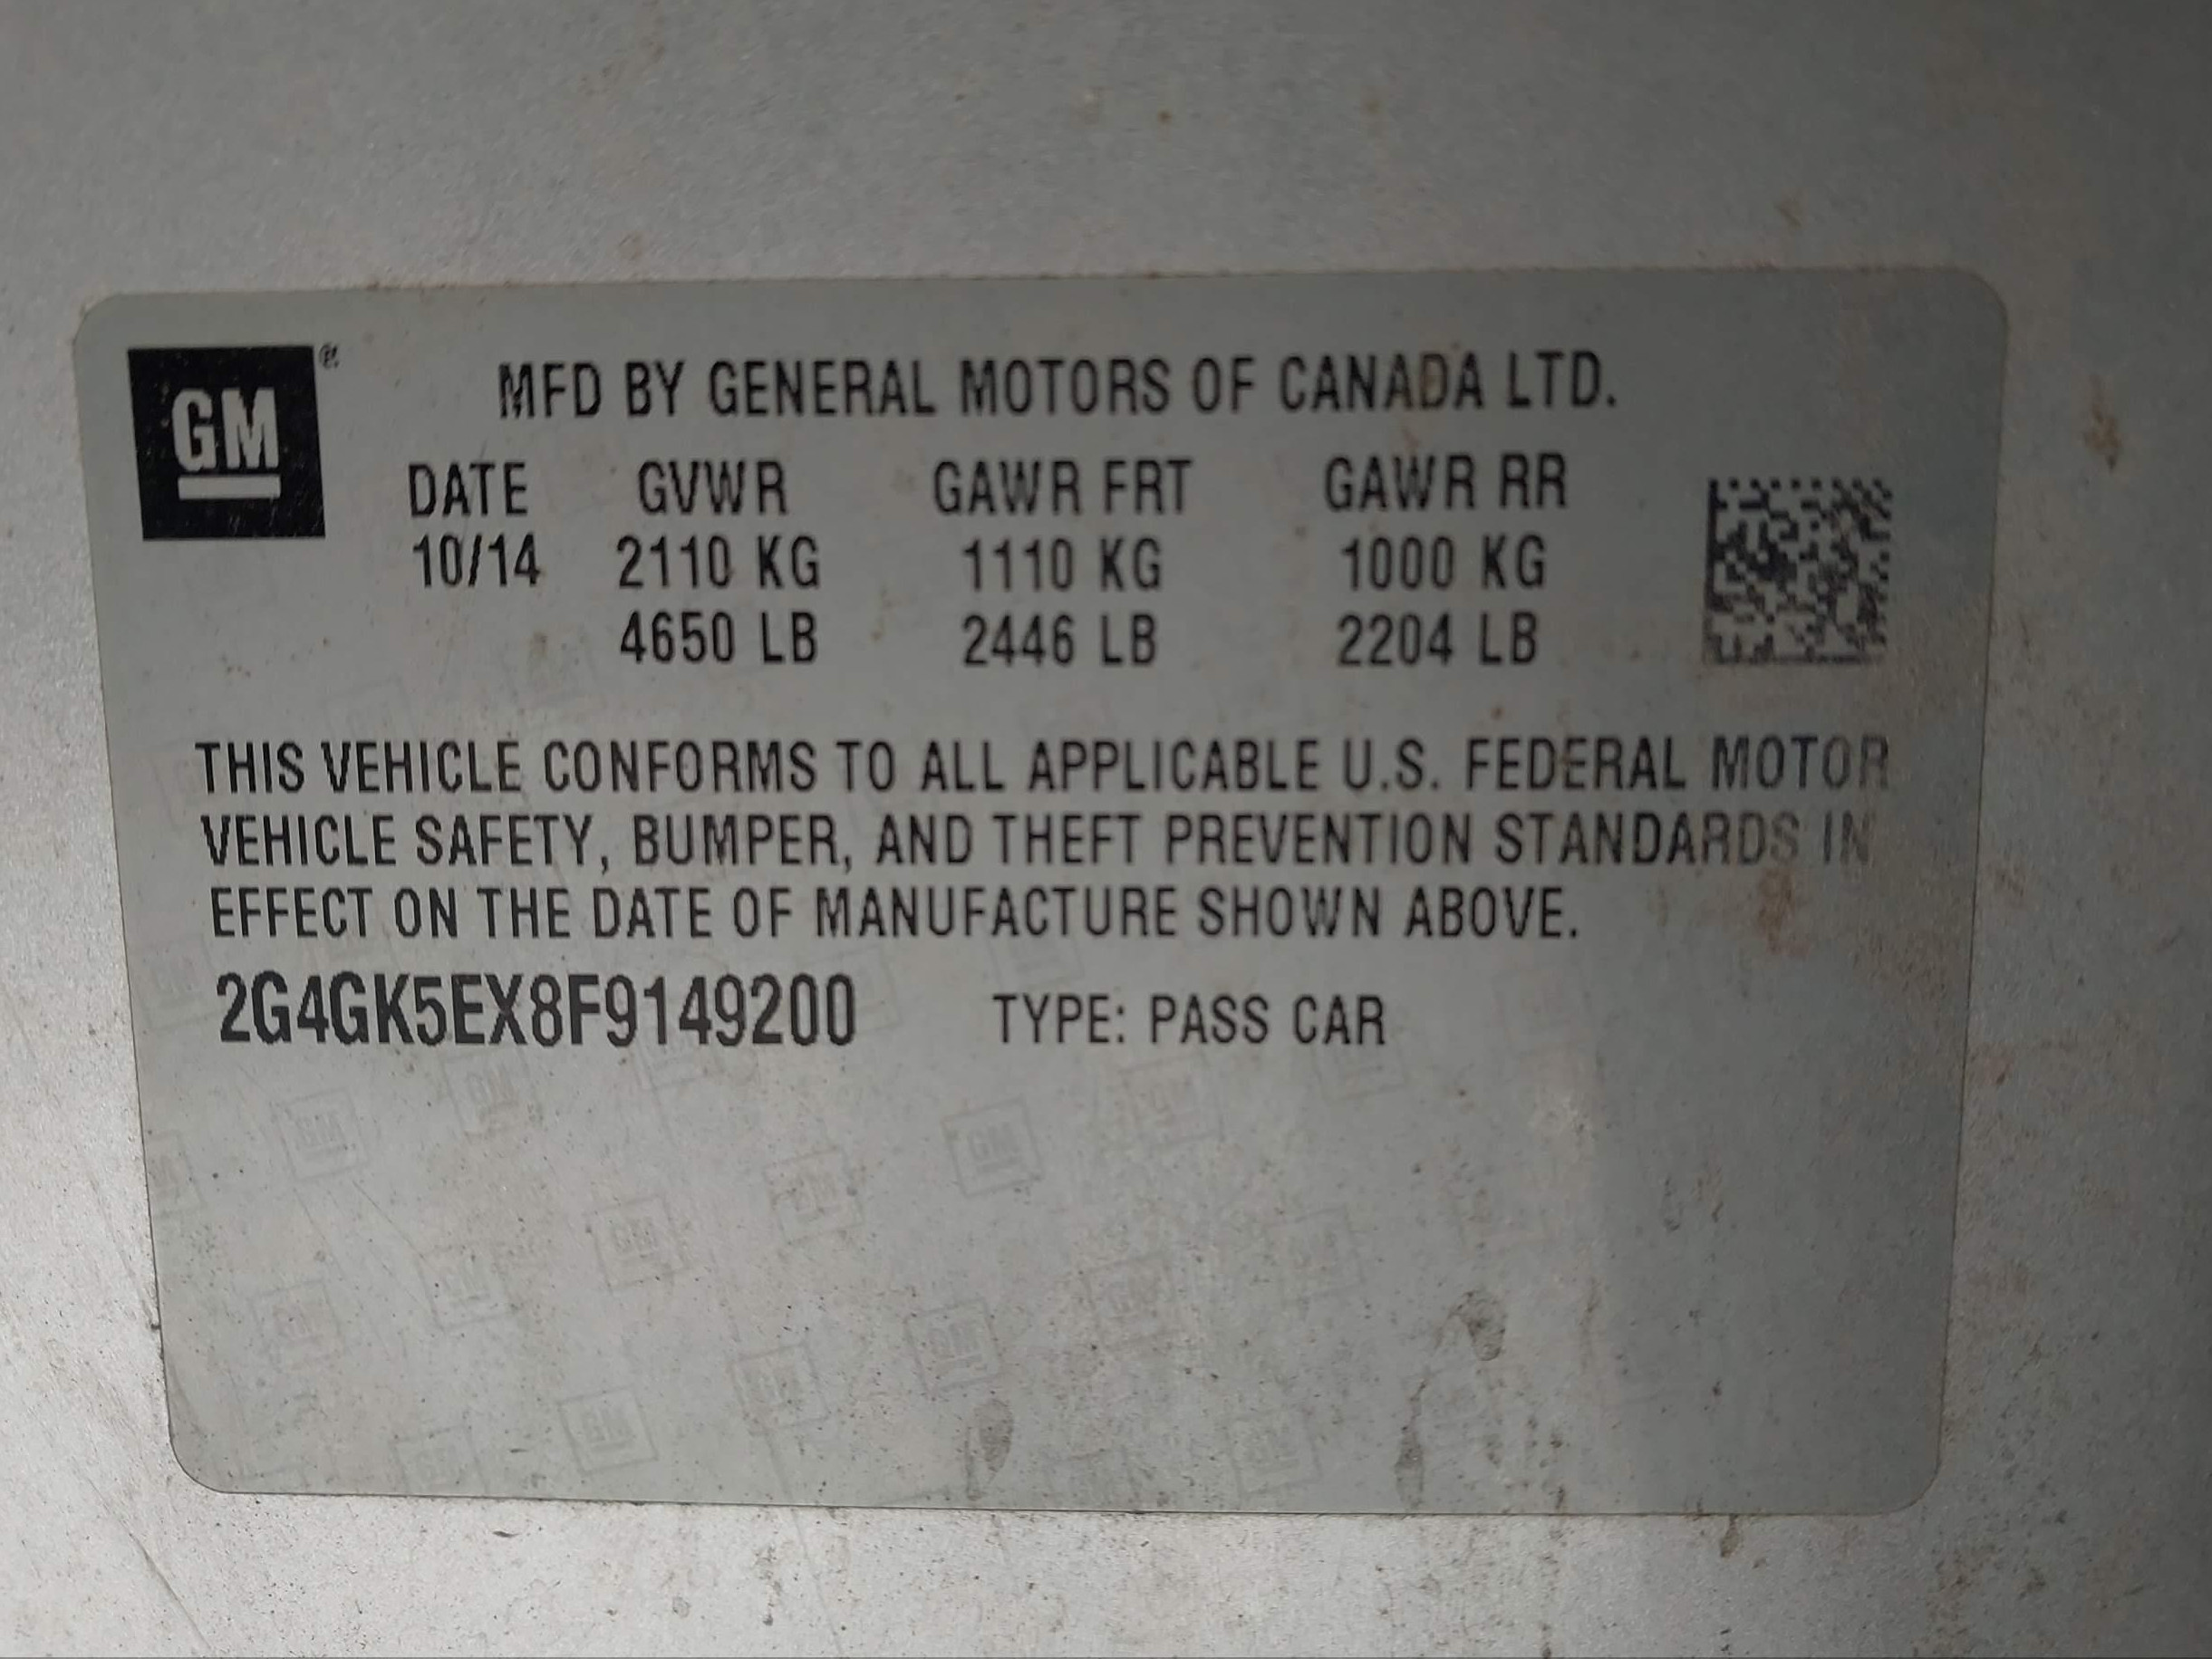 GM®
MFD BY GENERAL MOTORS OF CANADA LTD.
DATE GVWR GAWR FRT GAWR RR
10/14 2110 KG 1110 KG 1000 KG
4650 LB 2446 LB 2204 LB
THIS VEHICLE CONFORMS TO ALL APPLICABLE U.S. FEDERAL MOTOR
VEHICLE SAFETY, BUMPER, AND THEFT PREVENTION STANDARDS IN
EFFECT ON THE DATE OF MANUFACTURE SHOWN ABOVE.
2G4GK5EX8F9149200 TYPE: PASS CAR